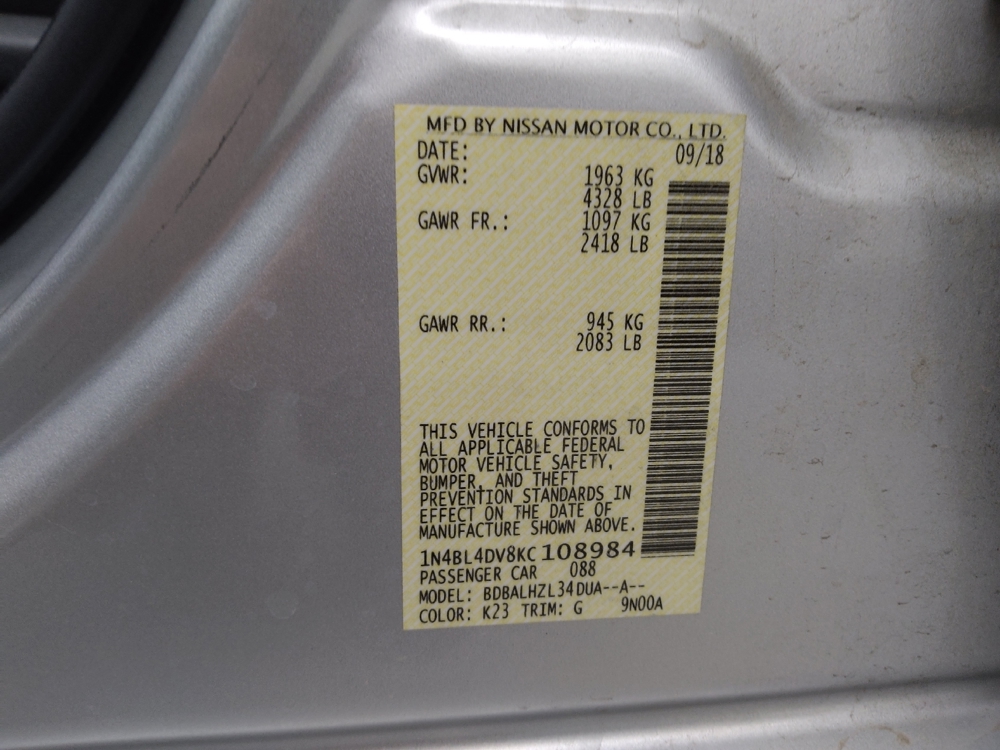 MFD BY NISSAN MOTOR CO., LTD.
DATE: 09/18
GVWR: 1963 KG
4328 LB
GAWR FR.: 1097 KG
2418 LB
GAWR RR.: 945 KG
2083 LB
THIS VEHICLE CONFORMS TO
ALL APPLICABLE FEDERAL
MOTOR VEHICLE SAFETY,
BUMPER, AND THEFT
PREVENTION STANDARDS IN
EFFECT ON THE DATE OF
MANUFACTURE SHOWN ABOVE.
1N4BL4DV8KC108984
PASSENGER CAR 088
MODEL: BDBALHZL34DUA--A--
COLOR: K23 TRIM: G 9N00A